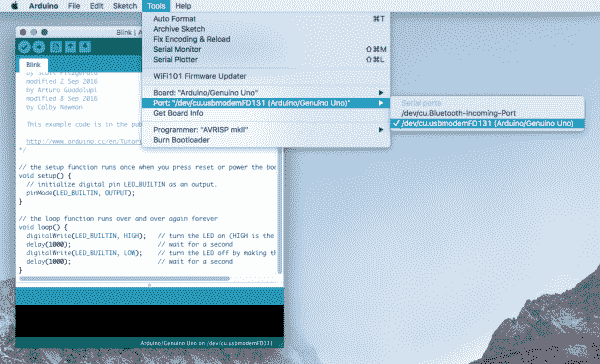 Arduino File Edit Sketch Tools Help
Auto Format ⌘T
Archive Sketch
Fix Encoding & Reload
Serial Monitor ⇧⌘M
Serial Plotter ⇧⌘L
WiFi101 Firmware Updater
Board: "Arduino/Genuino Uno"
Port: "/dev/cu.usbmodemFD131 (Arduino/Genuino Uno)"
Get Board Info
Programmer: "AVRISP mkII"
Burn Bootloader
Serial ports
/dev/cu.Bluetooth-Incoming-Port
✓ /dev/cu.usbmodemFD131 (Arduino/Genuino Uno)
Blink | A
Blink
by Scott Fitzgerald
modified 2 Sep 2016
by Arturo Guadalupi
modified 8 Sep 2016
by Colby Newman
This example code is in the pub
http://www.arduino.cc/en/Tutor
*/
// the setup function runs once when you press reset or power the boa
void setup() {
// initialize digital pin LED_BUILTIN as an output.
pinMode(LED_BUILTIN, OUTPUT);
}
// the loop function runs over and over again forever
void loop() {
digitalWrite(LED_BUILTIN, HIGH); // turn the LED on (HIGH is the
delay(1000); // wait for a second
digitalWrite(LED_BUILTIN, LOW); // turn the LED off by making th
delay(1000); // wait for a second
}
Arduino/Genuino Uno on /dev/cu.usbmodemFD131